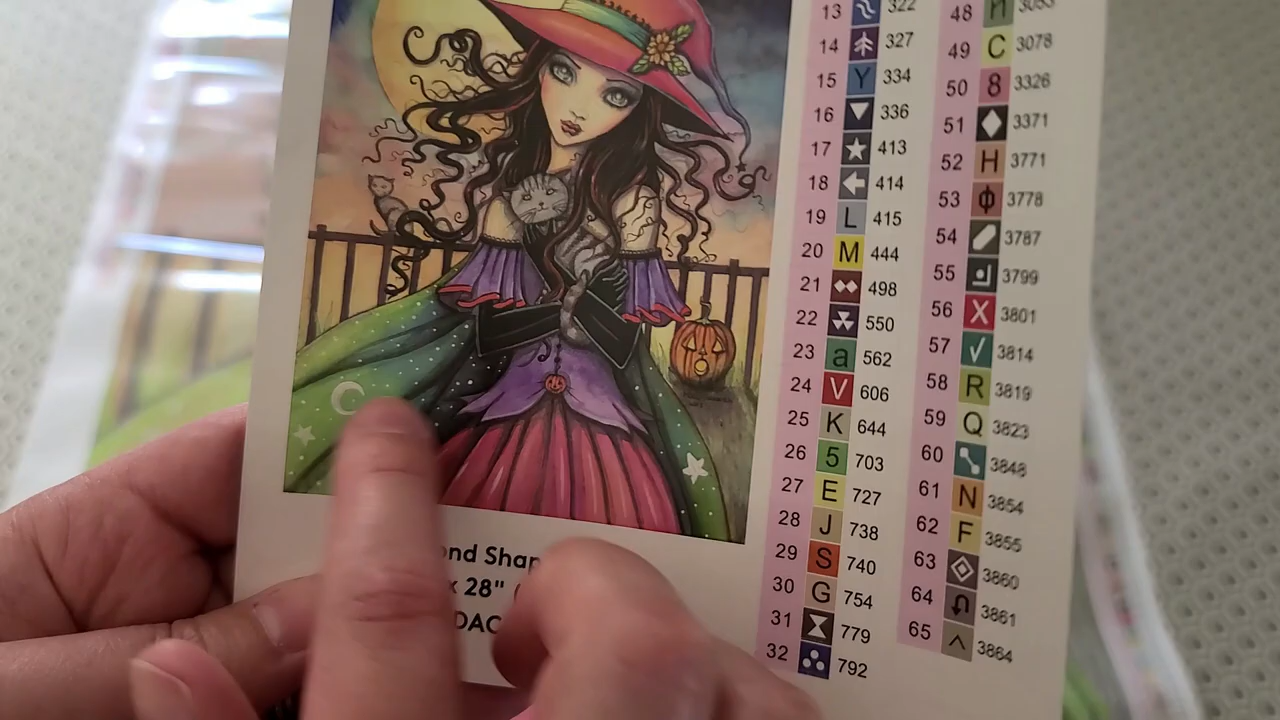 13 322
14 327
15 Y 334
16 336
17 413
18 414
19 L 415
20 M 444
21 498
22 550
23 a 562
24 V 606
25 K 644
26 5 703
27 E 727
28 J 738
29 S 740
30 G 754
31 779
32 792
48 3053
49 C 3078
50 8 3326
51 3371
52 H 3771
53 ф 3778
54 3787
55 3799
56 X 3801
57 √ 3814
58 R 3819
59 Q 3823
60 3848
61 N 3854
62 F 3855
63 3860
64 3861
65 ^ 3864
x 28" (